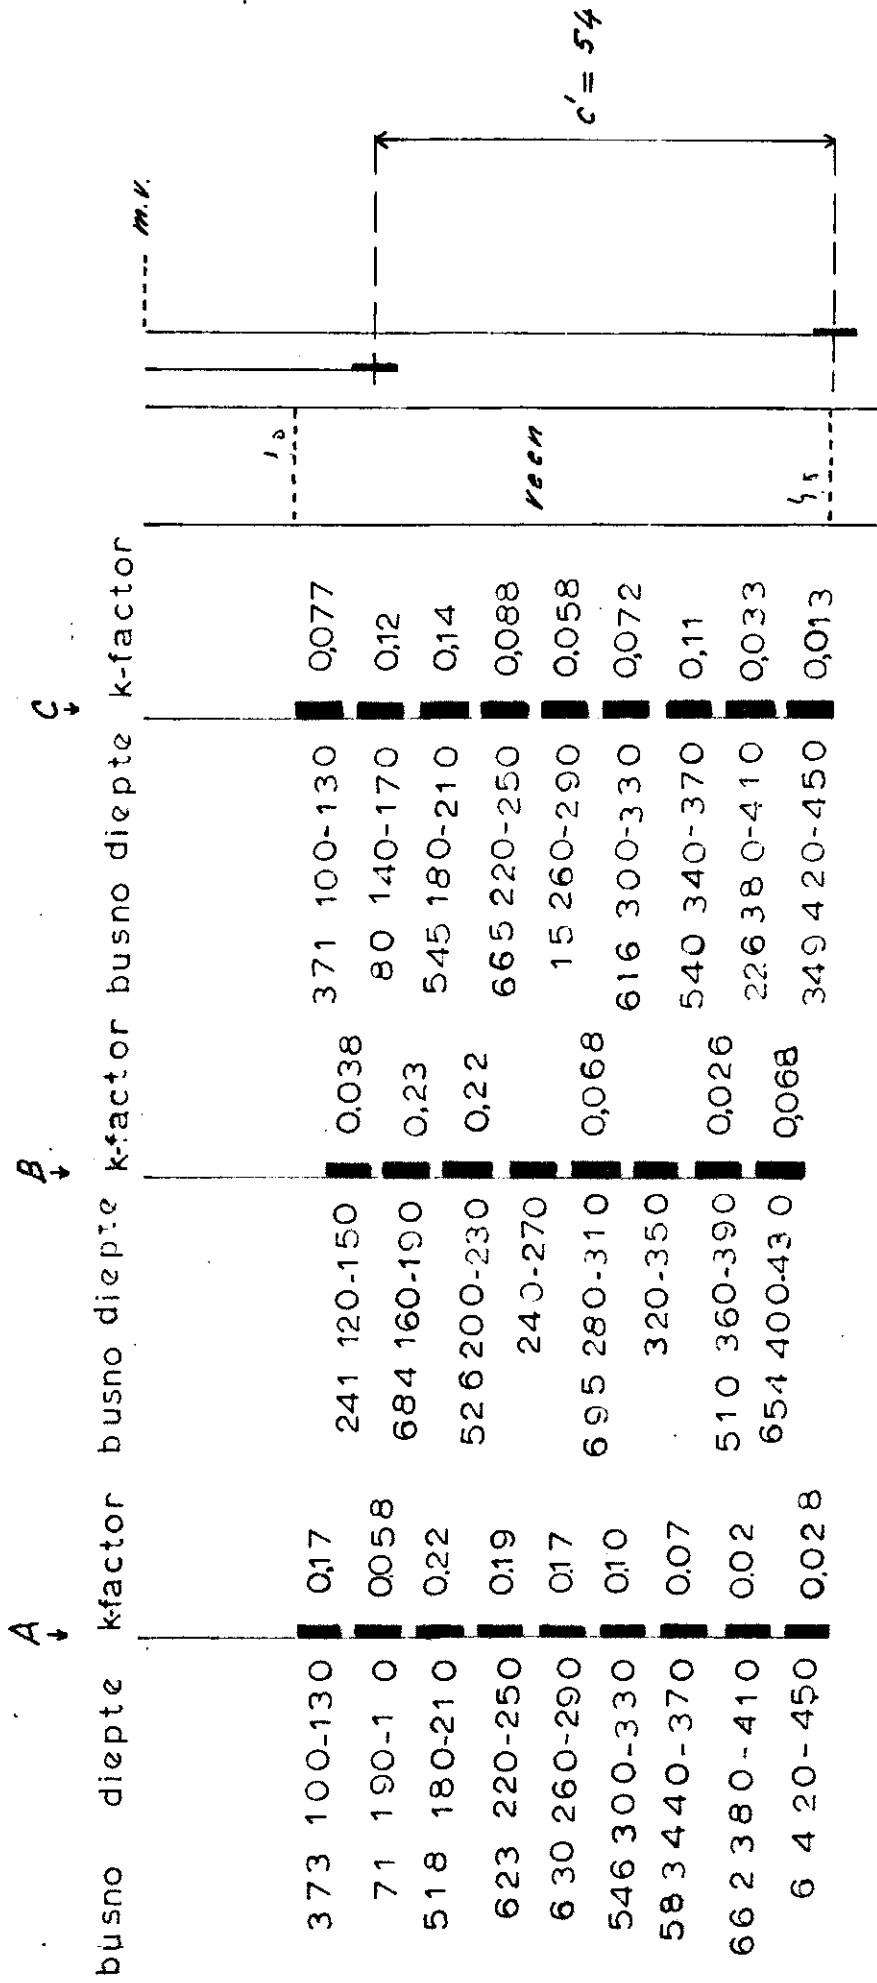 A B C
busno diepte k-factor busno diepte k-factor busno diepte k-factor
m.v.
373 100-130 0,17
71 190-1 0 0.058
518 180-210 0.22
623 220-250 0.19
630 260-290 0.17
546 300-330 0.10
583 440-370 0.07
662 380-410 0.02
6 420-450 0.028
241 120-150 0.038
684 160-190 0,23
526 200-230 0,22
240-270
695 280-310 0,068
320-350
510 360-390 0,026
654 400-430 0,068
371 100-130 0,077
80 140-170 0,12
545 180-210 0,14
665 220-250 0,088
15 260-290 0.058
616 300-330 0,072
540 340-370 0,11
226 380-410 0,033
349 420-450 0,013
veen
c' = 54